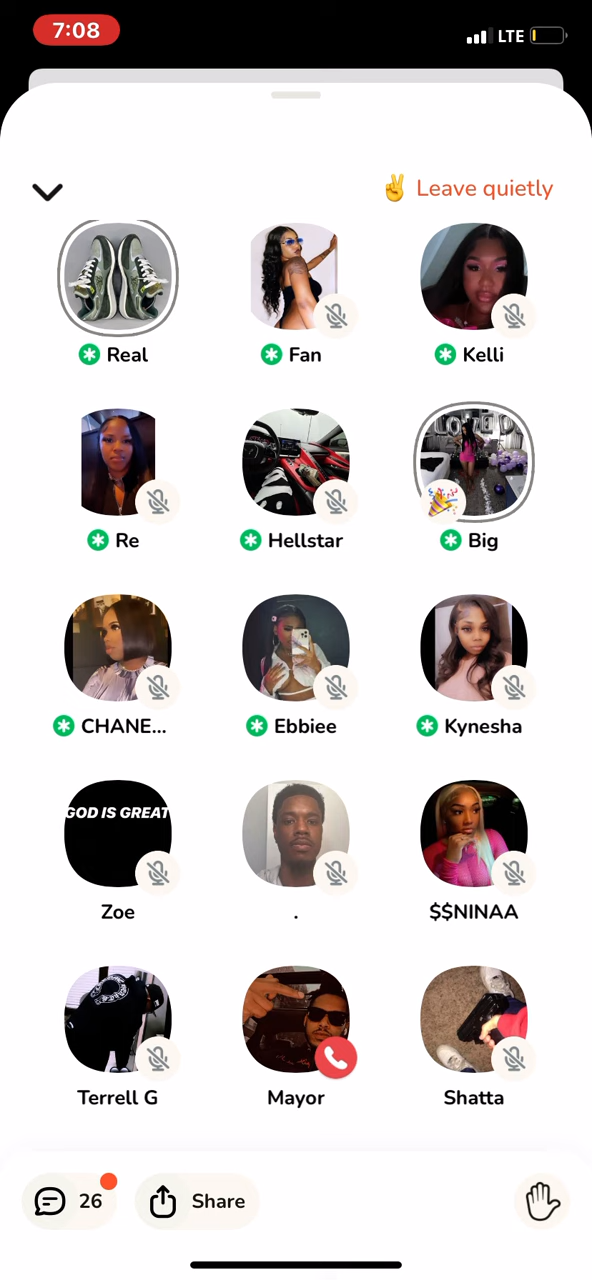 7:08
LTE
✌️ Leave quietly
Real
Fan
Kelli
Re
Hellstar
Big
CHANE...
Ebbiee
Kynesha
GOD IS GREAT
Zoe
.
$$NINAA
Terrell G
Mayor
Shatta
26
Share